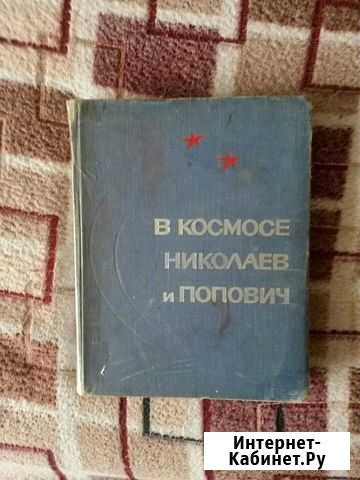 В КОСМОСЕ
НИКОЛАЕВ
и ПОПОВИЧ
Интернет-
Кабинет.Ру